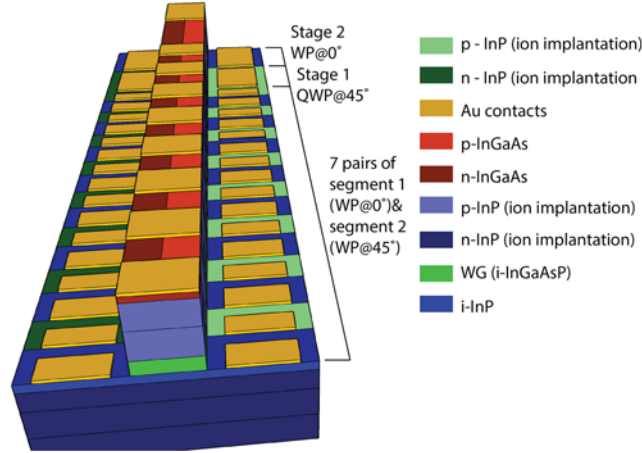 Stage 2
WP@0°
Stage 1
QWP@45°
7 pairs of
segment 1
(WP@0°)&
segment 2
(WP@45°)
p - InP (ion implantation)
n - InP (ion implantation
Au contacts
p-InGaAs
n-InGaAs
p-InP (ion implantation)
n-InP (ion implantation)
WG (i-InGaAsP)
i-InP